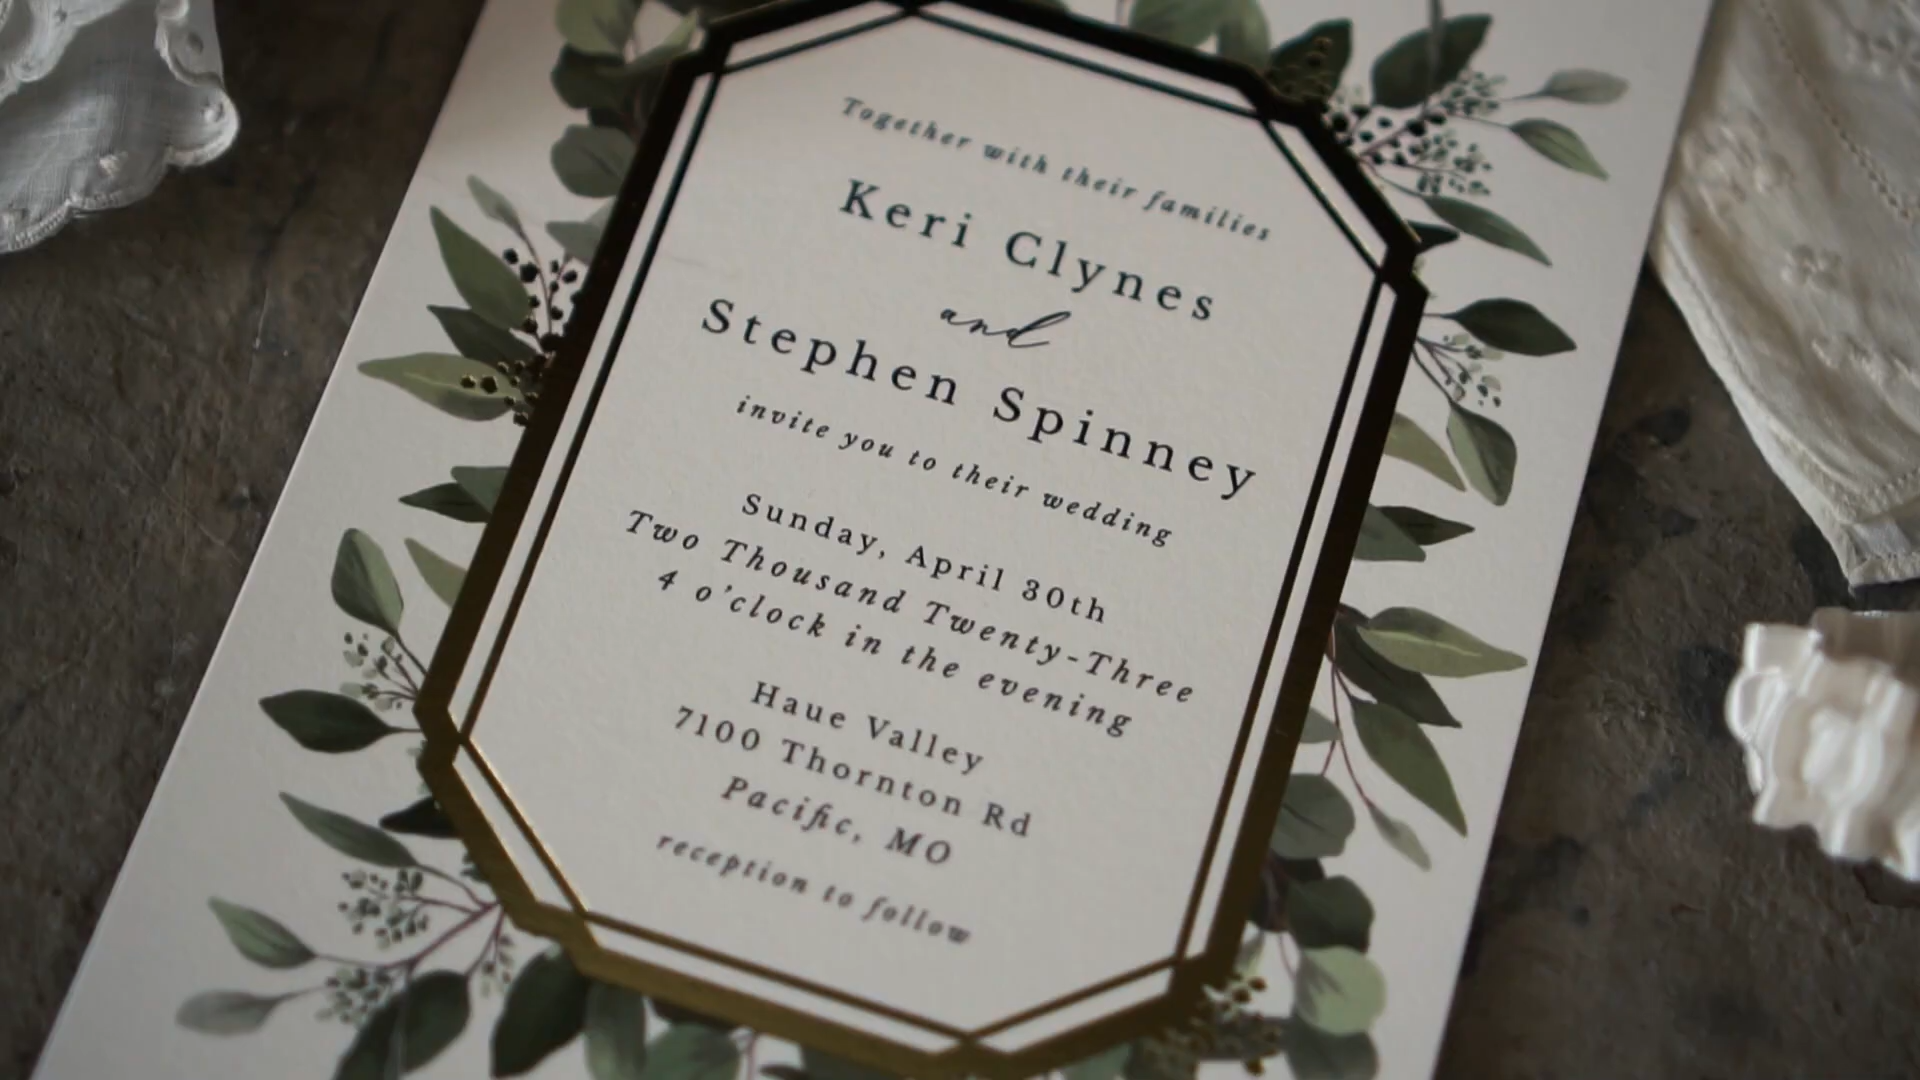 Together with their families
Keri Clynes
and
Stephen Spinney
invite you to their wedding
Sunday, April 30th
Two Thousand Twenty-Three
4 o'clock in the evening
Haue Valley
7100 Thornton Rd
Pacific, MO
reception to follow